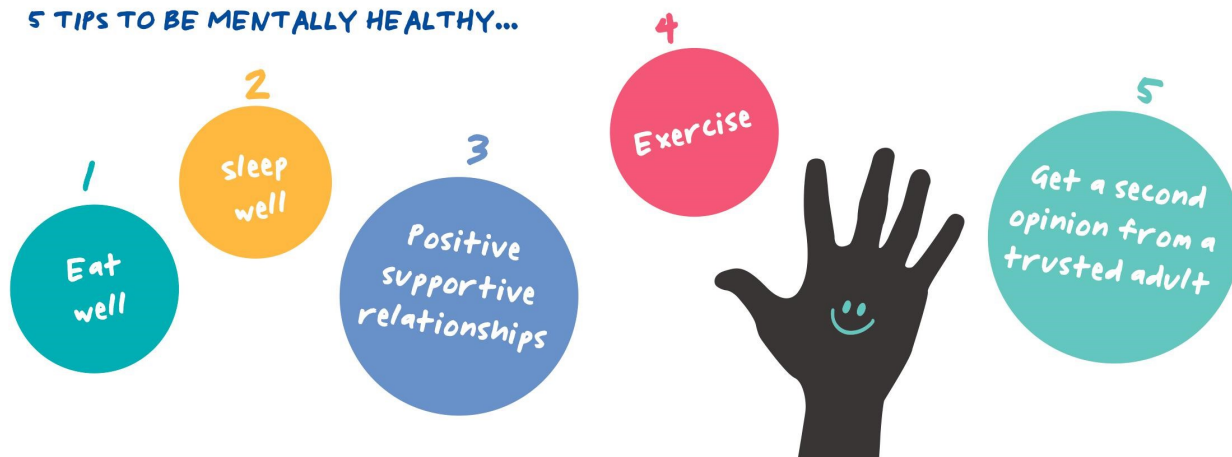 5 TIPS TO BE MENTALLY HEALTHY...
1
Eat
well
2
sleep
well
3
Positive
supportive
relationships
4
Exercise
5
Get a second
opinion from a
trusted adult